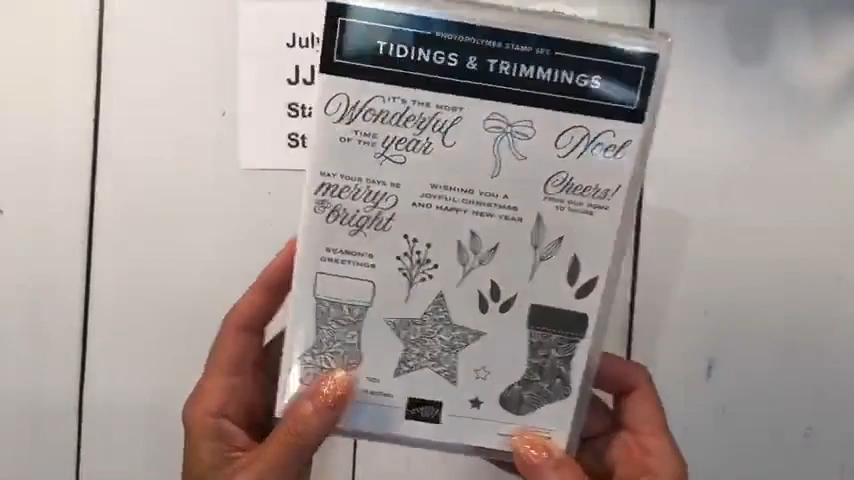 July
JJ
Sta
St
PHOTOPOLYMER STAMP SET
TIDINGS & TRIMMINGS
IT'S THE MOST
Wonderful
TIME
OF THE year
Noel
MAY YOUR DAYS BE
merry
& bright
WISHING YOU A
JOYFUL CHRISTMAS
AND HAPPY NEW YEAR
Cheers!
FROM OUR HOME
TO YOURS
SEASON'S
GREETINGS